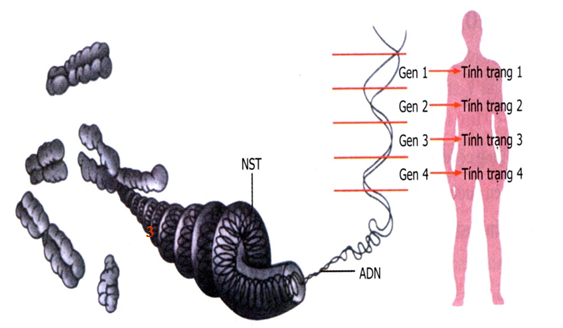 Gen 1 Tính trạng 1
Gen 2 Tính trạng 2
Gen 3 Tính trạng 3
Gen 4 Tính trạng 4
NST
3
ADN